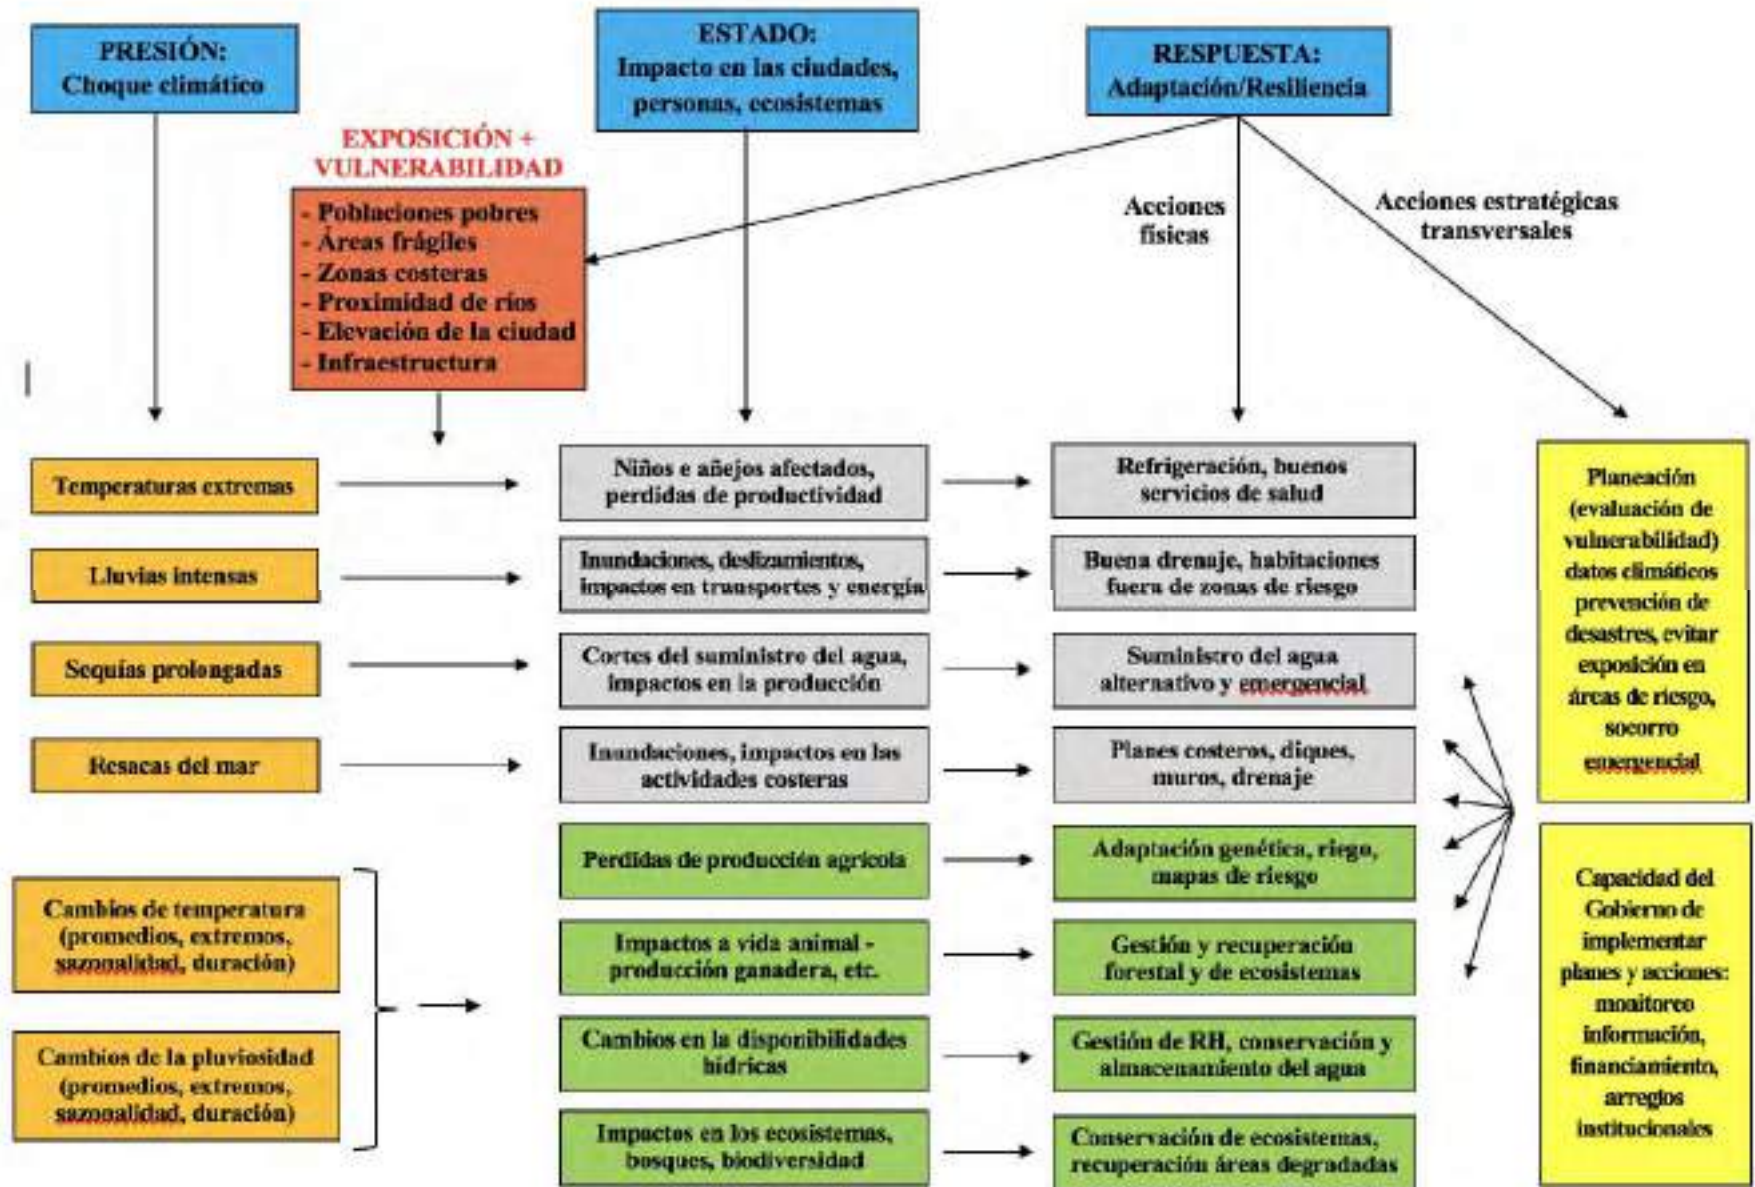 PRESIÓN:
Choque climático
ESTADO:
Impacto en las ciudades,
personas, ecosistemas
RESPUESTA:
Adaptación/Resiliencia
EXPOSICIÓN +
VULNERABILIDAD
- Poblaciones pobres
- Áreas frágiles
- Zonas costeras
- Proximidad de ríos
- Elevación de la ciudad
- Infraestructura
Acciones
físicas
Acciones estratégicas
transversales
Temperaturas extremas
Niños e añejos afectados,
perdidas de productividad
Refrigeración, buenos
servicios de salud
Lluvias intensas
Inundaciones, deslizamientos,
impactos en transportes y energía
Buena drenaje, habitaciones
fuera de zonas de riesgo
Sequías prolongadas
Cortes del suministro del agua,
impactos en la producción
Suministro del agua
alternativo y emergencial
Resacas del mar
Inundaciones, impactos en las
actividades costeras
Planes costeros, diques,
muros, drenaje
Cambios de temperatura
(promedios, extremos,
sazonalidad, duración)
Cambios de la pluviosidad
(promedios, extremos,
sazonalidad, duración)
Perdidas de producción agrícola
Adaptación genética, riego,
mapas de riesgo
Impactos a vida animal -
producción ganadera, etc.
Gestión y recuperación
forestal y de ecosistemas
Cambios en la disponibilidades
hídricas
Gestión de RH, conservación y
almacenamiento del agua
Impactos en los ecosistemas,
bosques, biodiversidad
Conservación de ecosistemas,
recuperación áreas degradadas
Planeación
(evaluación de
vulnerabilidad)
datos climáticos
prevención de
desastres, evitar
exposición en
áreas de riesgo,
socorro
emergencial
Capacidad del
Gobierno de
implementar
planes y acciones:
monitoreo
información,
financiamiento,
arreglos
institucionales